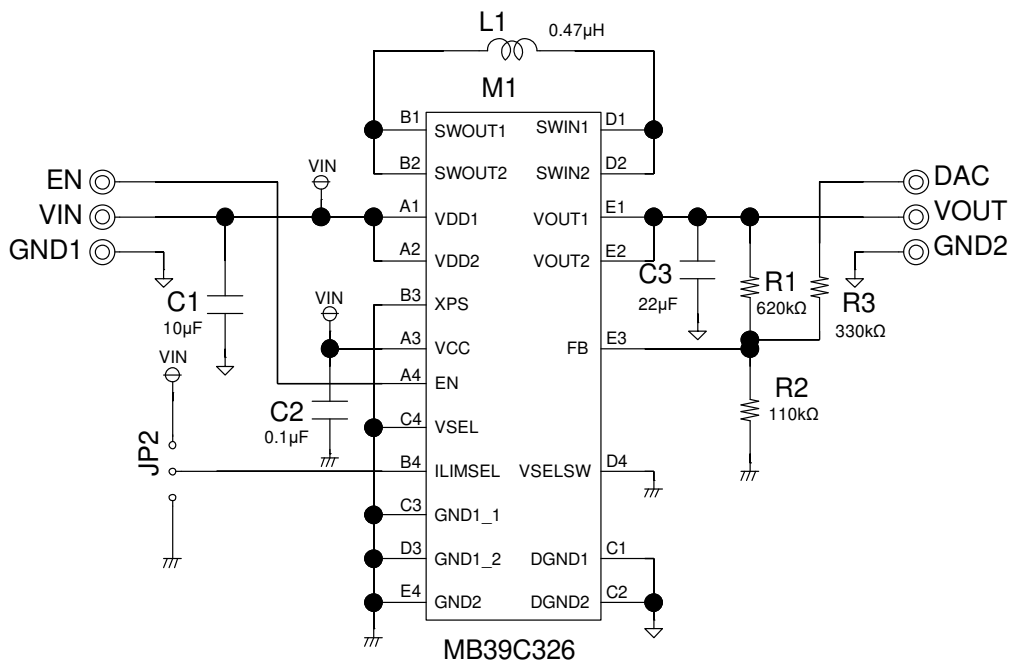 L1
0.47µH
M1
B1
SWOUT1
SWIN1
D1
B2
SWOUT2
SWIN2
D2
EN
VIN
DAC
VIN
A1
VDD1
VOUT1
E1
VOUT
GND1
A2
VDD2
VOUT2
E2
GND2
C1
10µF
B3
XPS
C3
22µF
R1
620kΩ
R3
330kΩ
VIN
A3
VCC
FB
E3
VIN
A4
EN
C2
0.1µF
R2
110kΩ
C4
VSEL
JP2
B4
ILIMSEL
VSELSW
D4
C3
GND1_1
D3
GND1_2
DGND1
C1
E4
GND2
DGND2
C2
MB39C326